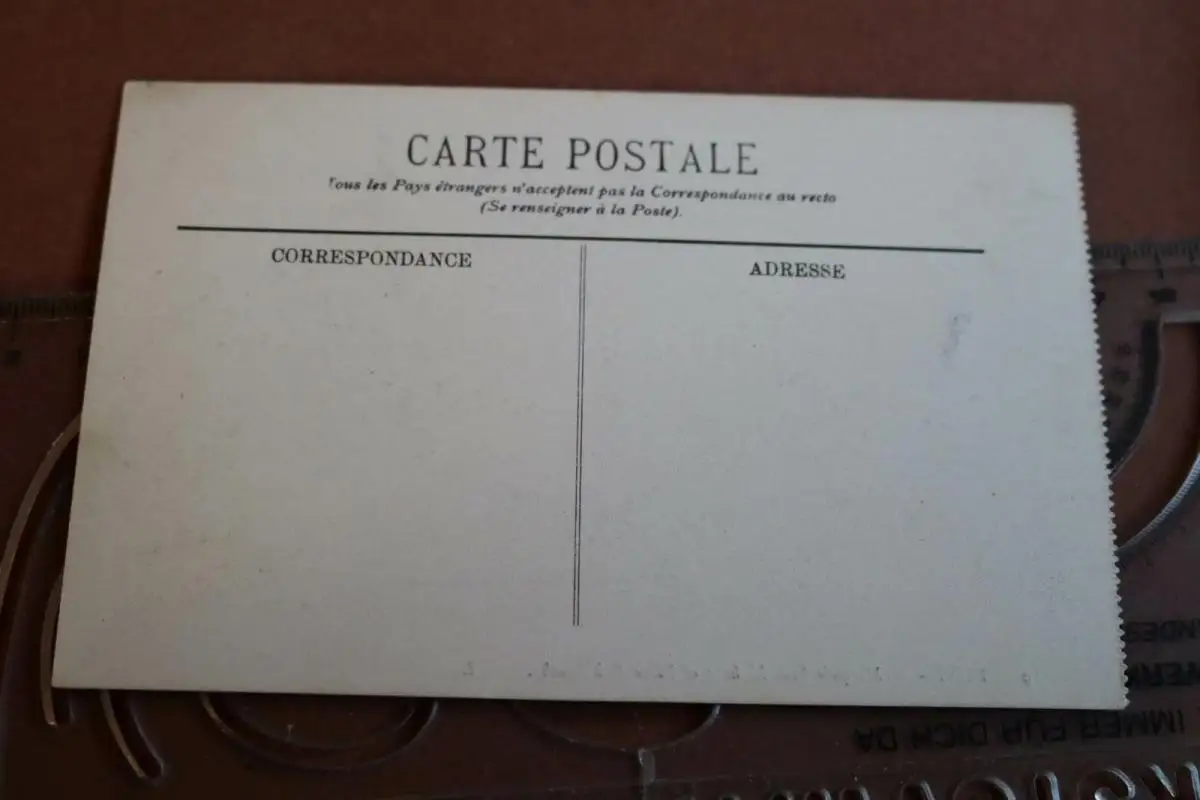 CARTE POSTALE
Tous les Pays étrangers n'acceptent pas la Correspondance au recto
(Se renseigner à la Poste).
CORRESPONDANCE
ADRESSE
IMMER FÜR DICH DA